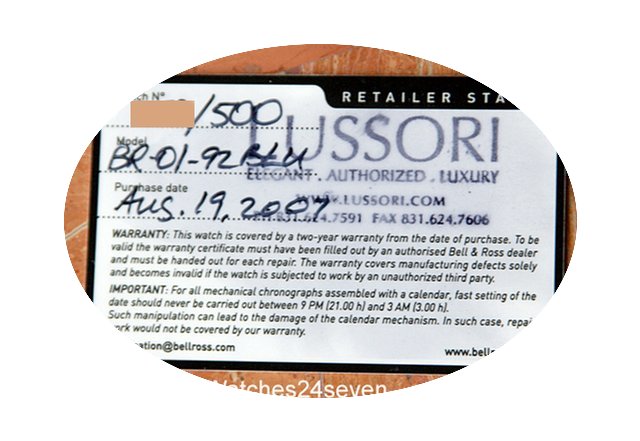 RETAILER STA
ch N°
/500
LUSSORI
Model
BR-01-92 BLU
ELEGANT . AUTHORIZED . LUXURY
Purchase date
WWW.LUSSORI.COM
Aug. 19, 2007
831.624.7591 FAX 831.624.7606
WARRANTY: This watch is covered by a two-year warranty from the date of purchase. To be
valid the warranty certificate must have been filled out by an authorised Bell & Ross dealer
and must be handed out for each repair. The warranty covers manufacturing defects solely
and becomes invalid if the watch is subjected to work by an unauthorized third party.
IMPORTANT: For all mechanical chronographs assembled with a calendar, fast setting of the
date should never be carried out between 9 PM (21.00 h) and 3 AM (3.00 h).
Such manipulation can lead to the damage of the calendar mechanism. In such case, repai
ork would not be covered by our warranty.
ation@bellross.com
www.bell
Watches24seven